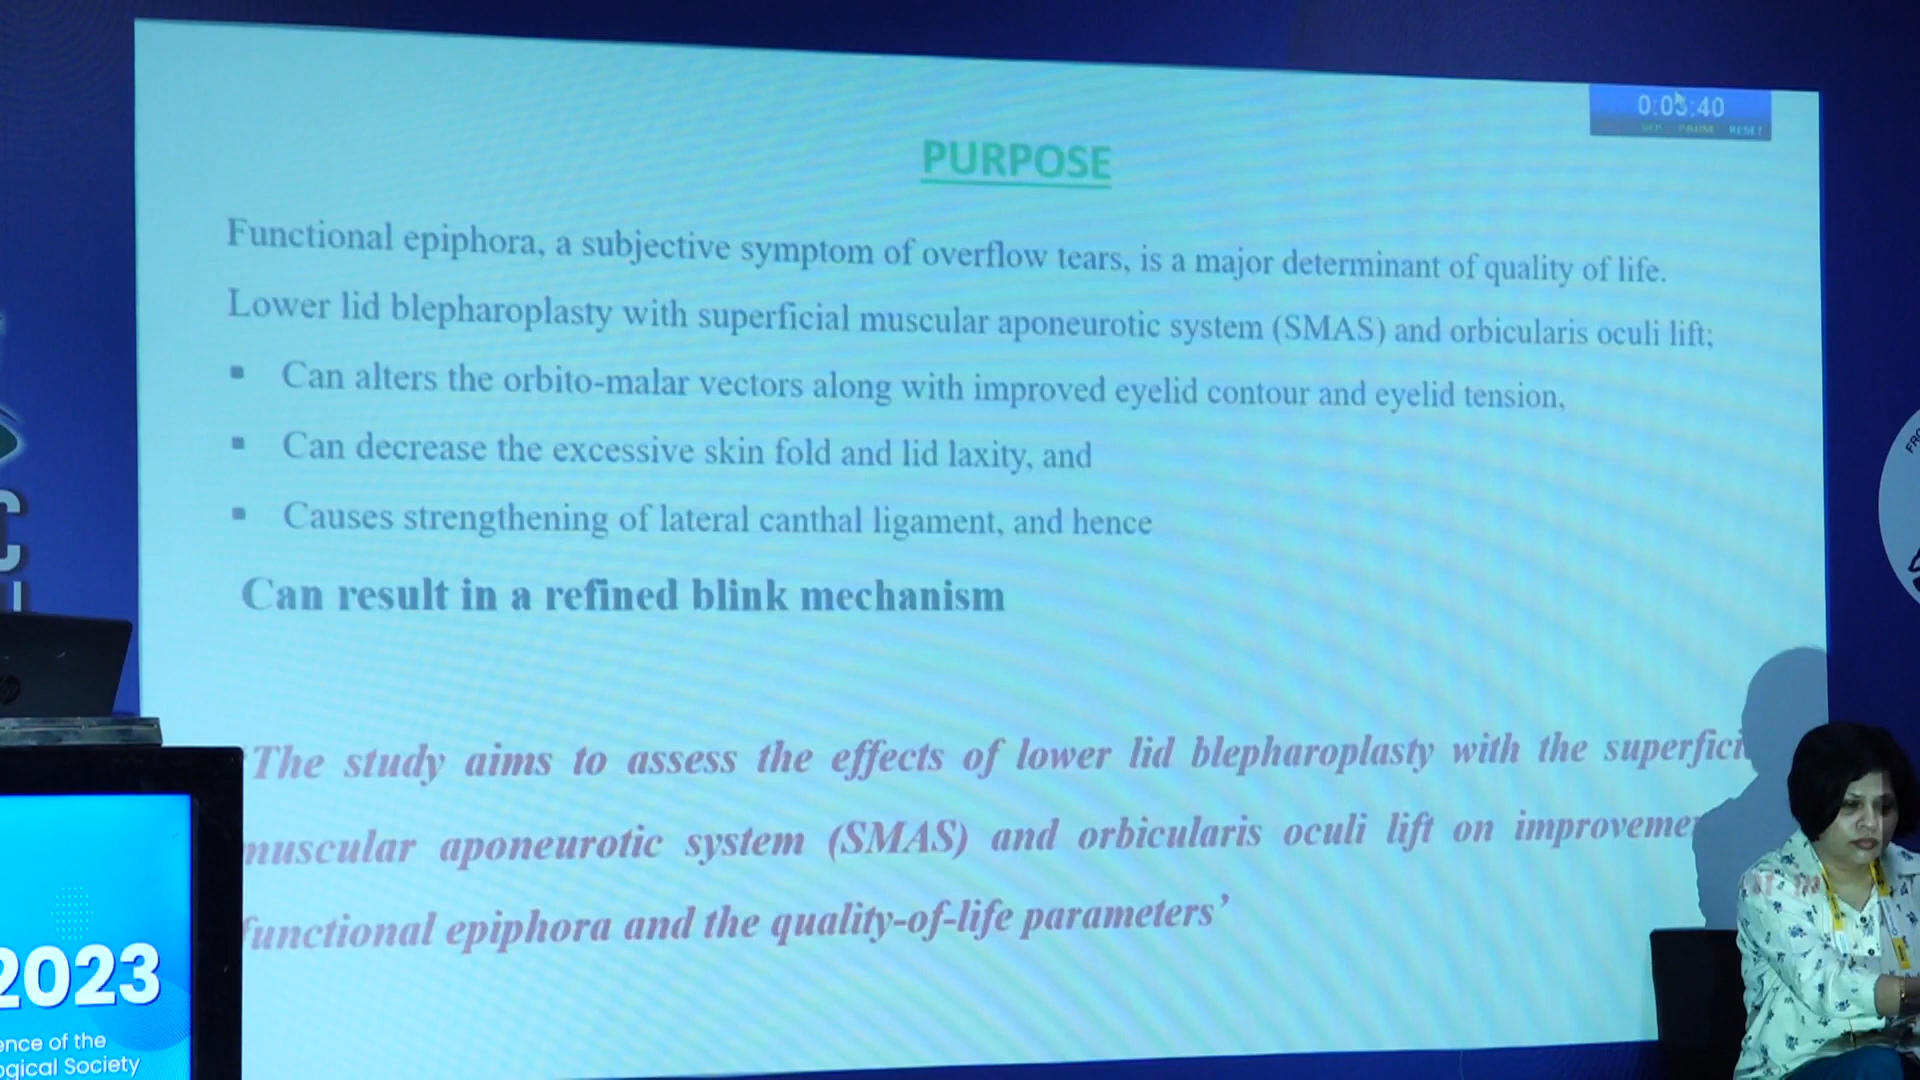 0:05:40
PAUSE RESET
PURPOSE
Functional epiphora, a subjective symptom of overflow tears, is a major determinant of quality of life.
Lower lid blepharoplasty with superficial muscular aponeurotic system (SMAS) and orbicularis oculi lift;
▪ Can alters the orbito-malar vectors along with improved eyelid contour and eyelid tension,
▪ Can decrease the excessive skin fold and lid laxity, and
▪ Causes strengthening of lateral canthal ligament, and hence
Can result in a refined blink mechanism
'The study aims to assess the effects of lower lid blepharoplasty with the superfici
muscular aponeurotic system (SMAS) and orbicularis oculi lift on improveme
functional epiphora and the quality-of-life parameters'
2023
ence of the
ogical Society